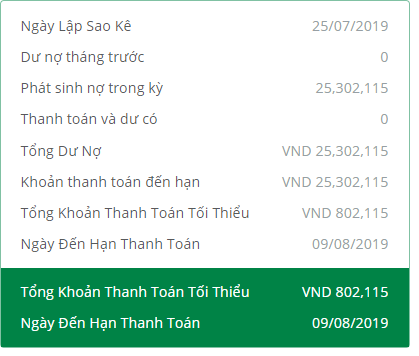 Ngày Lập Sao Kê 25/07/2019
Dư nợ tháng trước 0
Phát sinh nợ trong kỳ 25,302,115
Thanh toán và dư có 0
Tổng Dư Nợ VND 25,302,115
Khoản thanh toán đến hạn VND 25,302,115
Tổng Khoản Thanh Toán Tối Thiểu VND 802,115
Ngày Đến Hạn Thanh Toán 09/08/2019
Tổng Khoản Thanh Toán Tối Thiểu VND 802,115
Ngày Đến Hạn Thanh Toán 09/08/2019